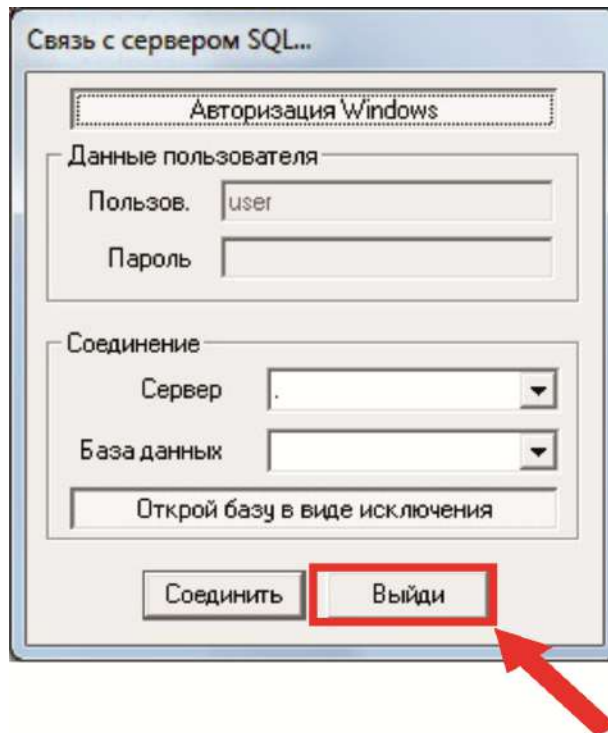 Связь с сервером SQL...
Авторизация Windows
Данные пользователя
Пользов.
user
Пароль
Соединение
Сервер
.
База данных
Открой базу в виде исключения
Соединить
Выйди